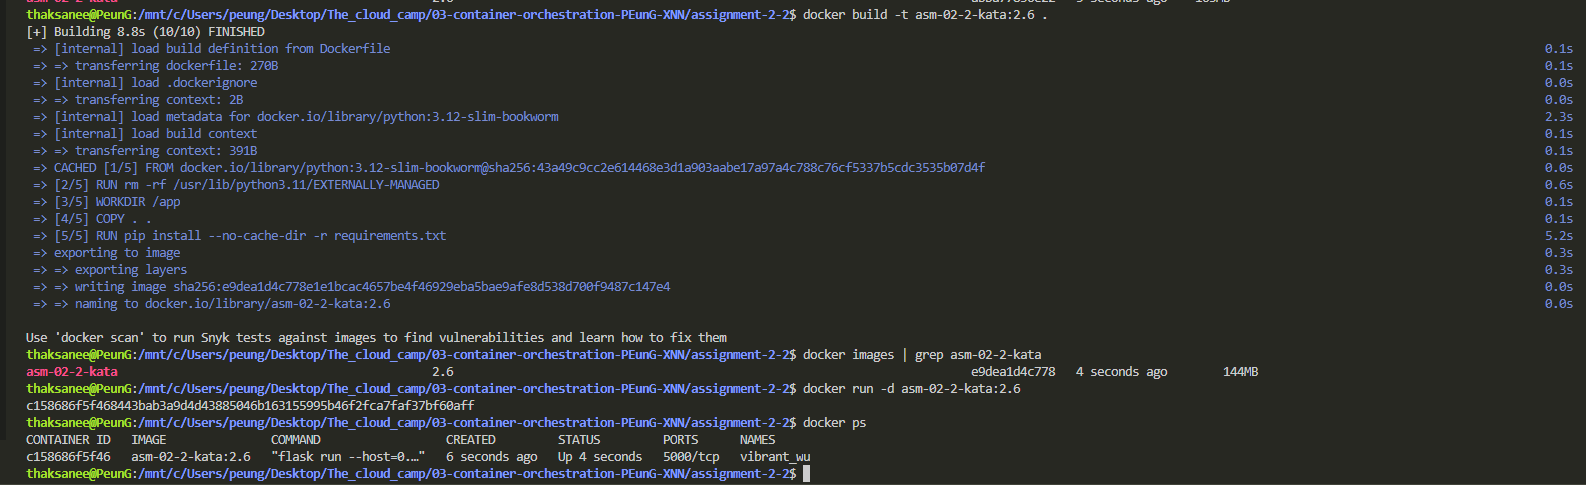 thaksanee@PeunG:/mnt/c/Users/peung/Desktop/The_cloud_camp/03-container-orchestration-PEunG-XNN/assignment-2-2$ docker build -t asm-02-2-kata:2.6 .
[+] Building 8.8s (10/10) FINISHED
=> [internal] load build definition from Dockerfile 0.1s
=> => transferring dockerfile: 270B 0.1s
=> [internal] load .dockerignore 0.0s
=> => transferring context: 2B 0.0s
=> [internal] load metadata for docker.io/library/python:3.12-slim-bookworm 2.3s
=> [internal] load build context 0.1s
=> => transferring context: 391B 0.1s
=> CACHED [1/5] FROM docker.io/library/python:3.12-slim-bookworm@sha256:43a49c9cc2e614468e3d1a903aabe17a97a4c788c76cf5337b5cdc3535b07d4f 0.0s
=> [2/5] RUN rm -rf /usr/lib/python3.11/EXTERNALLY-MANAGED 0.6s
=> [3/5] WORKDIR /app 0.1s
=> [4/5] COPY . . 0.1s
=> [5/5] RUN pip install --no-cache-dir -r requirements.txt 5.2s
=> exporting to image 0.3s
=> => exporting layers 0.3s
=> => writing image sha256:e9dea1d4c778e1e1bcac4657be4f46929eba5bae9afe8d538d700f9487c147e4 0.0s
=> => naming to docker.io/library/asm-02-2-kata:2.6 0.0s
Use 'docker scan' to run Snyk tests against images to find vulnerabilities and learn how to fix them
thaksanee@PeunG:/mnt/c/Users/peung/Desktop/The_cloud_camp/03-container-orchestration-PEunG-XNN/assignment-2-2$ docker images | grep asm-02-2-kata
asm-02-2-kata 2.6 e9dea1d4c778 4 seconds ago 144MB
thaksanee@PeunG:/mnt/c/Users/peung/Desktop/The_cloud_camp/03-container-orchestration-PEunG-XNN/assignment-2-2$ docker run -d asm-02-2-kata:2.6
c158686f5f468443bab3a9d4d43885046b163155995b46f2fca7faf37bf60aff
thaksanee@PeunG:/mnt/c/Users/peung/Desktop/The_cloud_camp/03-container-orchestration-PEunG-XNN/assignment-2-2$ docker ps
CONTAINER ID IMAGE COMMAND CREATED STATUS PORTS NAMES
c158686f5f46 asm-02-2-kata:2.6 "flask run --host=0.…" 6 seconds ago Up 4 seconds 5000/tcp vibrant_wu
thaksanee@PeunG:/mnt/c/Users/peung/Desktop/The_cloud_camp/03-container-orchestration-PEunG-XNN/assignment-2-2$